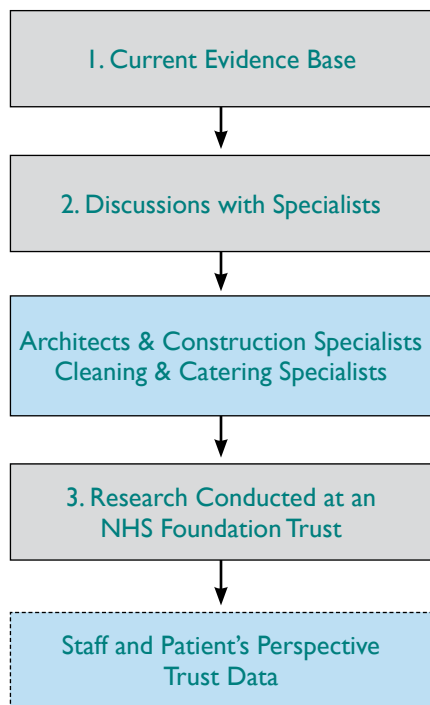 1. Current Evidence Base
2. Discussions with Specialists
Architects & Construction Specialists
Cleaning & Catering Specialists
3. Research Conducted at an
NHS Foundation Trust
Staff and Patient's Perspective
Trust Data